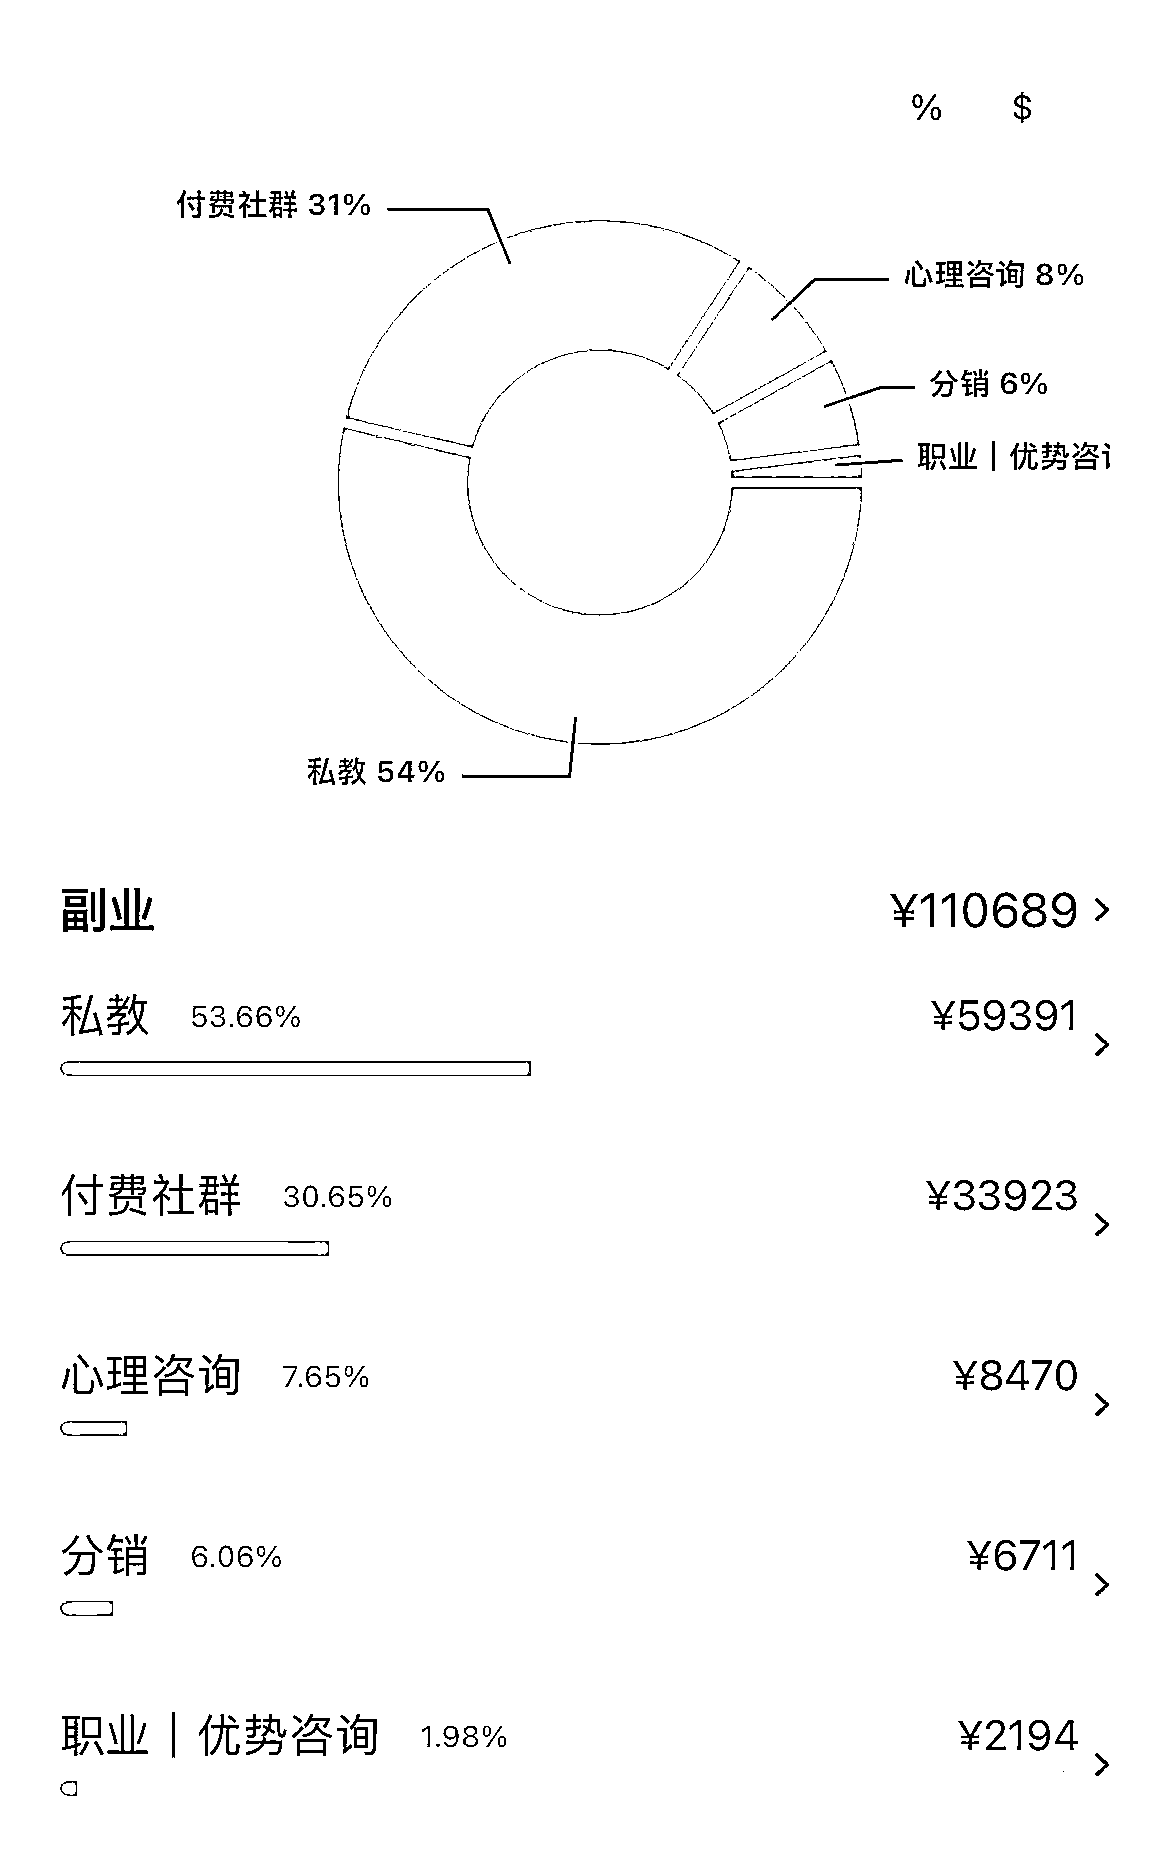 % $
付费社群 31%
心理咨询 8%
分销 6%
职业｜优势咨
私教 54%
副业 ¥110689
私教 53.66% ¥59391
付费社群 30.65% ¥33923
心理咨询 7.65% ¥8470
分销 6.06% ¥6711
职业｜优势咨询 1.98% ¥2194